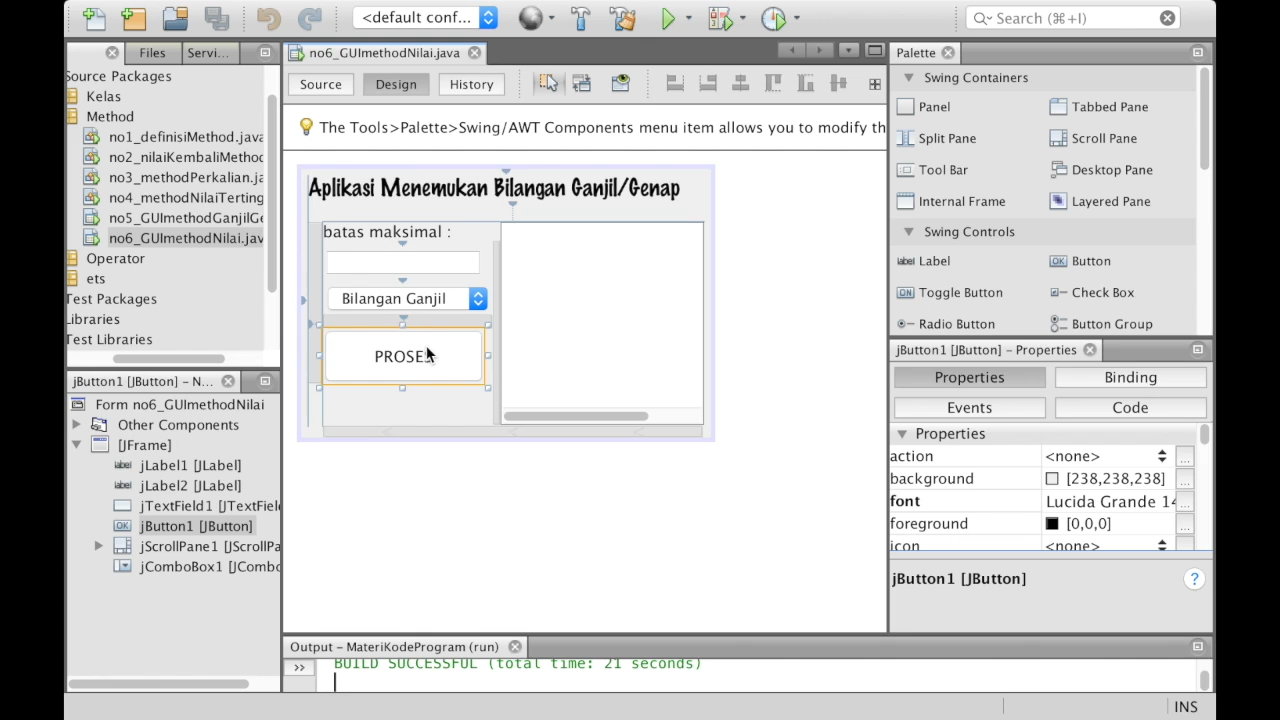 <default conf...
Search (⌘+I)
Files
Servi...
no6_GUImethodNilai.java
Palette
Source
Design
History
Source Packages
Kelas
Method
no1_definisiMethod.java
no2_nilaiKembaliMethod
no3_methodPerkalian.ja
no4_methodNilaiTerting
no5_GUImethodGanjilGe
no6_GUImethodNilai.jav
Operator
ets
Test Packages
Libraries
Test Libraries
The Tools>Palette>Swing/AWT Components menu item allows you to modify th
Aplikasi Menemukan Bilangan Ganjil/Genap
batas maksimal :
Bilangan Ganjil
PROSES
Swing Containers
Panel
Tabbed Pane
Split Pane
Scroll Pane
Tool Bar
Desktop Pane
Internal Frame
Layered Pane
Swing Controls
label Label
OK Button
ON Toggle Button
Check Box
Radio Button
Button Group
jButton1 [JButton] - N...
Form no6_GUImethodNilai
Other Components
[JFrame]
label jLabel1 [JLabel]
label jLabel2 [JLabel]
jTextField1 [JTextField
OK jButton1 [JButton]
jScrollPane1 [JScrollPa
jComboBox1 [JCombo
jButton1 [JButton] - Properties
Properties
Binding
Events
Code
Properties
action
<none>
...
background
[238,238,238]
...
font
Lucida Grande 14
...
foreground
[0,0,0]
...
icon
<none>
...
jButton1 [JButton]
?
Output - MateriKodeProgram (run)
>>
BUILD SUCCESSFUL (total time: 21 seconds)
INS